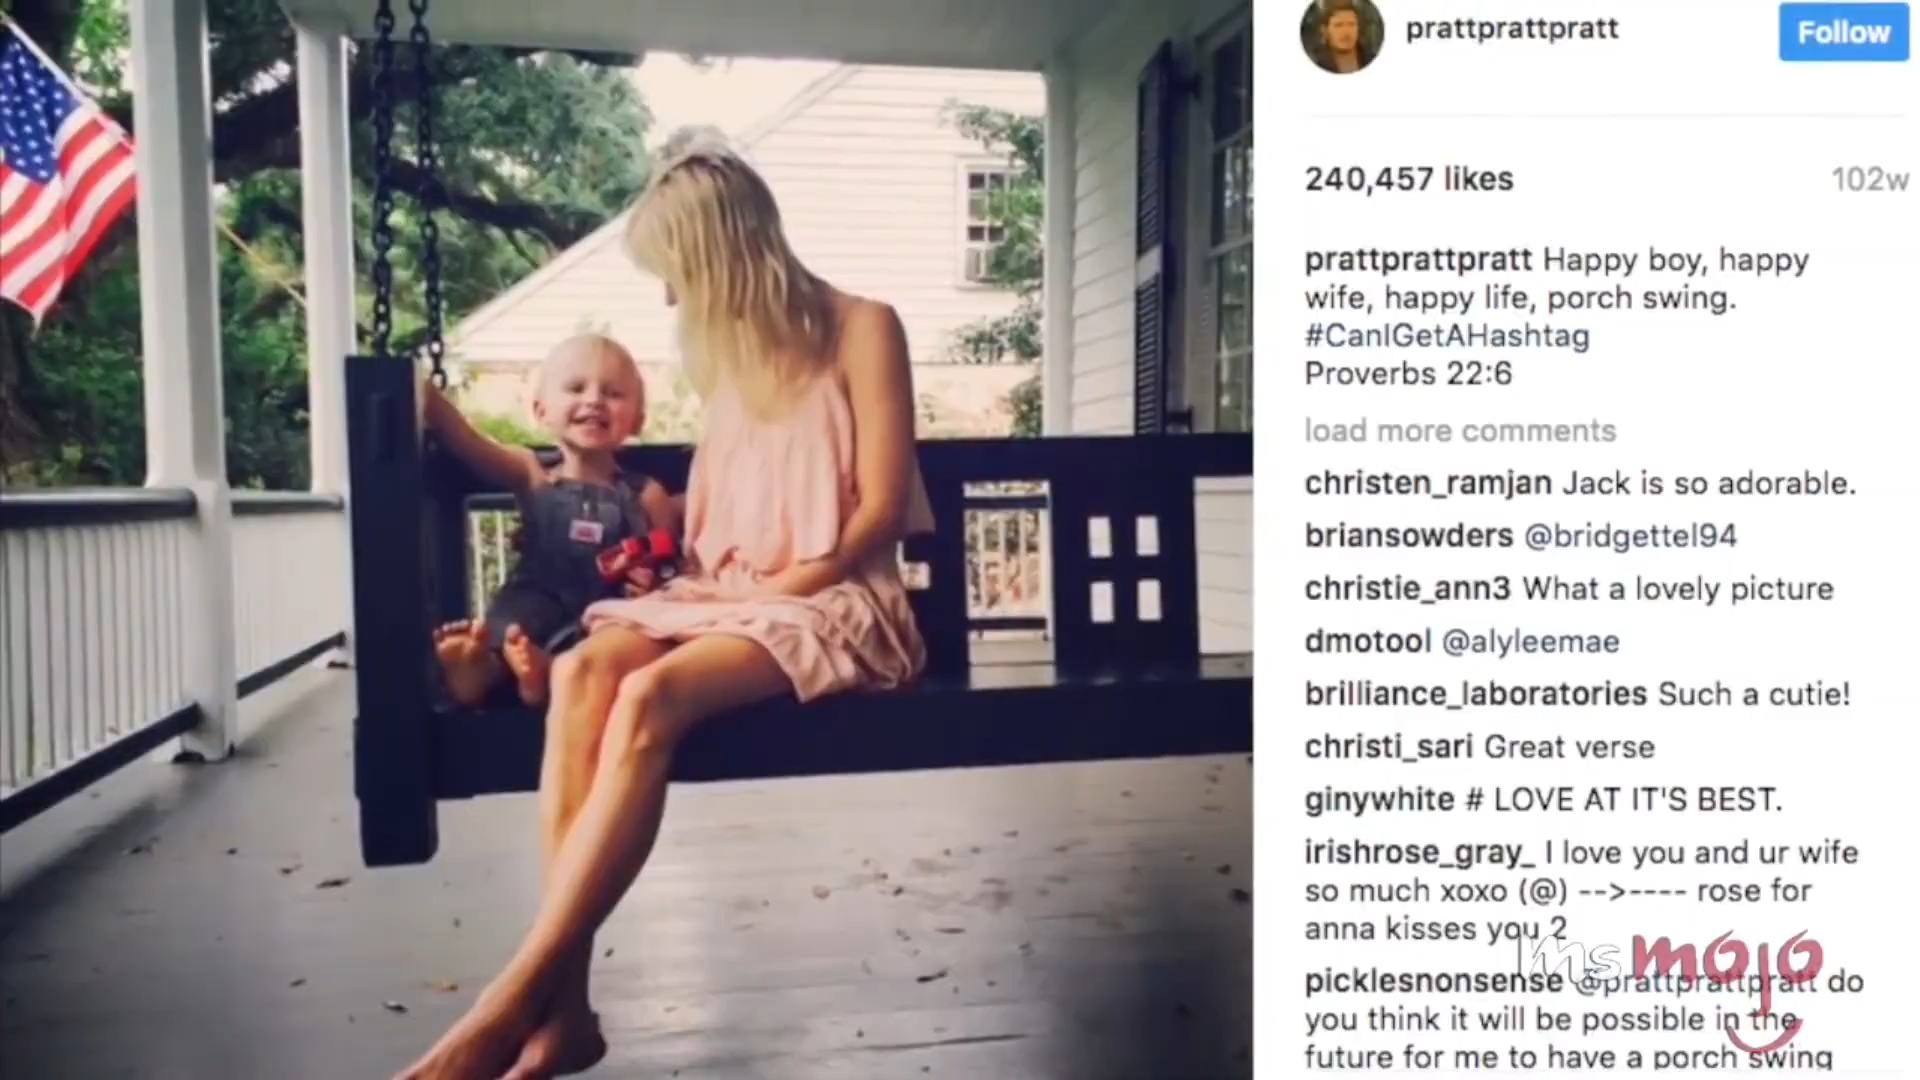 prattprattpratt
Follow
240,457 likes
102w
prattprattpratt Happy boy, happy
wife, happy life, porch swing.
#CanIGetAHashtag
Proverbs 22:6
load more comments
christen_ramjan Jack is so adorable.
briansowders @bridgettel94
christie_ann3 What a lovely picture
dmotool @alyleemae
brilliance_laboratories Such a cutie!
christi_sari Great verse
ginywhite # LOVE AT IT'S BEST.
irishrose_gray_ I love you and ur wife
so much xoxo (@) -->---- rose for
anna kisses you 2
picklesnonsense @prattprattpratt do
you think it will be possible in the
future for me to have a porch swing
msmojo